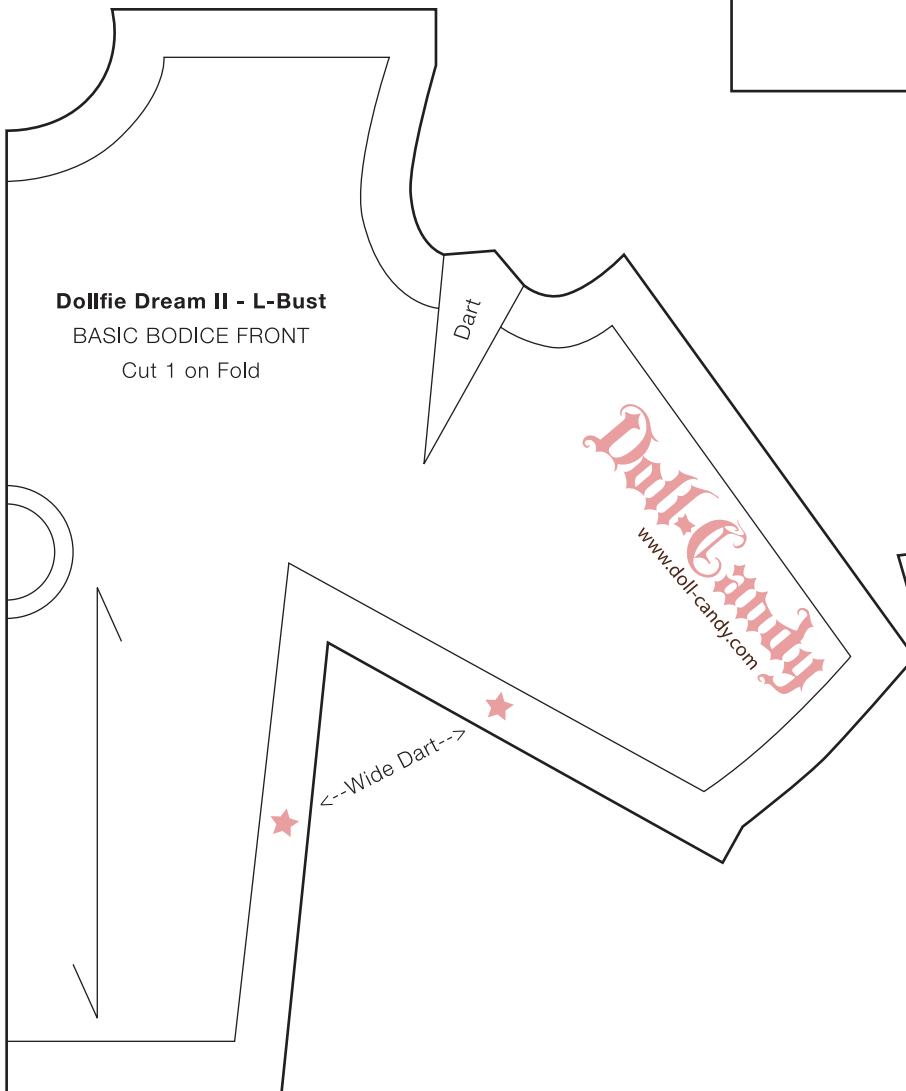 Dollfie Dream II - L-Bust
BASIC BODICE FRONT
Cut 1 on Fold
Dart
Doll-Candy
www.doll-candy.com
<--Wide Dart-->